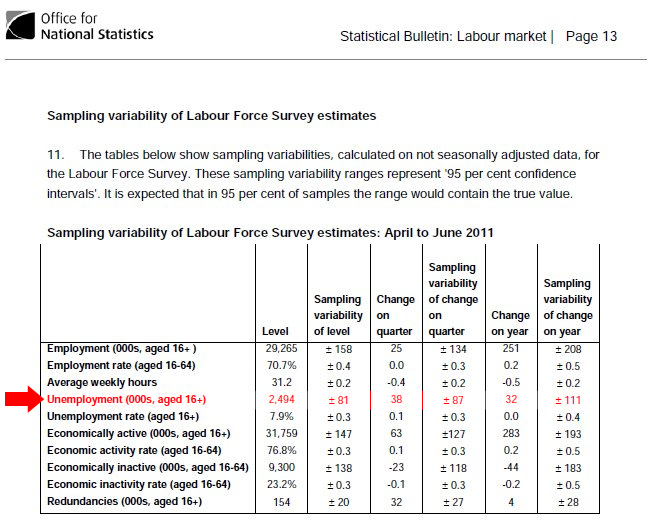 Office for
National Statistics
Statistical Bulletin: Labour market | Page 13
Sampling variability of Labour Force Survey estimates
11. The tables below show sampling variabilities, calculated on not seasonally adjusted data, for
the Labour Force Survey. These sampling variability ranges represent '95 per cent confidence
intervals'. It is expected that in 95 per cent of samples the range would contain the true value.
Sampling variability of Labour Force Survey estimates: April to June 2011
Level Sampling variability of level Change on quarter Sampling variability of change on quarter Change on year Sampling variability of change on year
Employment (000s, aged 16+ ) 29,265 ± 158 25 ± 134 251 ± 208
Employment rate (aged 16-64) 70.7% ± 0.4 0.0 ± 0.3 0.2 ± 0.5
Average weekly hours 31.2 ± 0.2 -0.4 ± 0.2 -0.5 ± 0.2
Unemployment (000s, aged 16+) 2,494 ± 81 38 ± 87 32 ± 111
Unemployment rate (aged 16+) 7.9% ± 0.3 0.1 ± 0.3 0.0 ± 0.4
Economically active (000s, aged 16+) 31,759 ± 147 63 ±127 283 ± 193
Economic activity rate (aged 16-64) 76.8% ± 0.3 0.1 ± 0.3 0.2 ± 0.5
Economically inactive (000s, aged 16-64) 9,300 ± 138 -23 ± 118 -44 ± 183
Economic inactivity rate (aged 16-64) 23.2% ± 0.3 -0.1 ± 0.3 -0.2 ± 0.5
Redundancies (000s, aged 16+) 154 ± 20 32 ± 27 4 ± 28